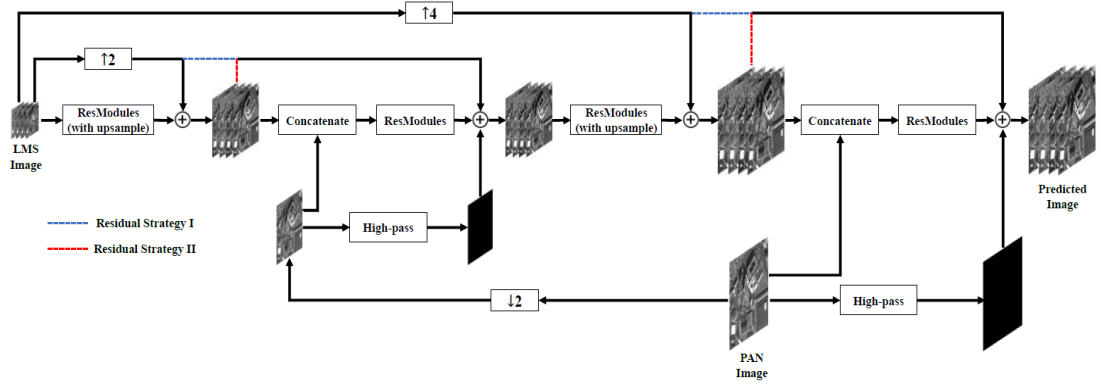 ↑4
↑2
LMS
Image
ResModules
(with upsample)
Concatenate
ResModules
ResModules
(with upsample)
Concatenate
ResModules
Predicted
Image
Residual Strategy I
Residual Strategy II
High-pass
↓2
High-pass
PAN
Image